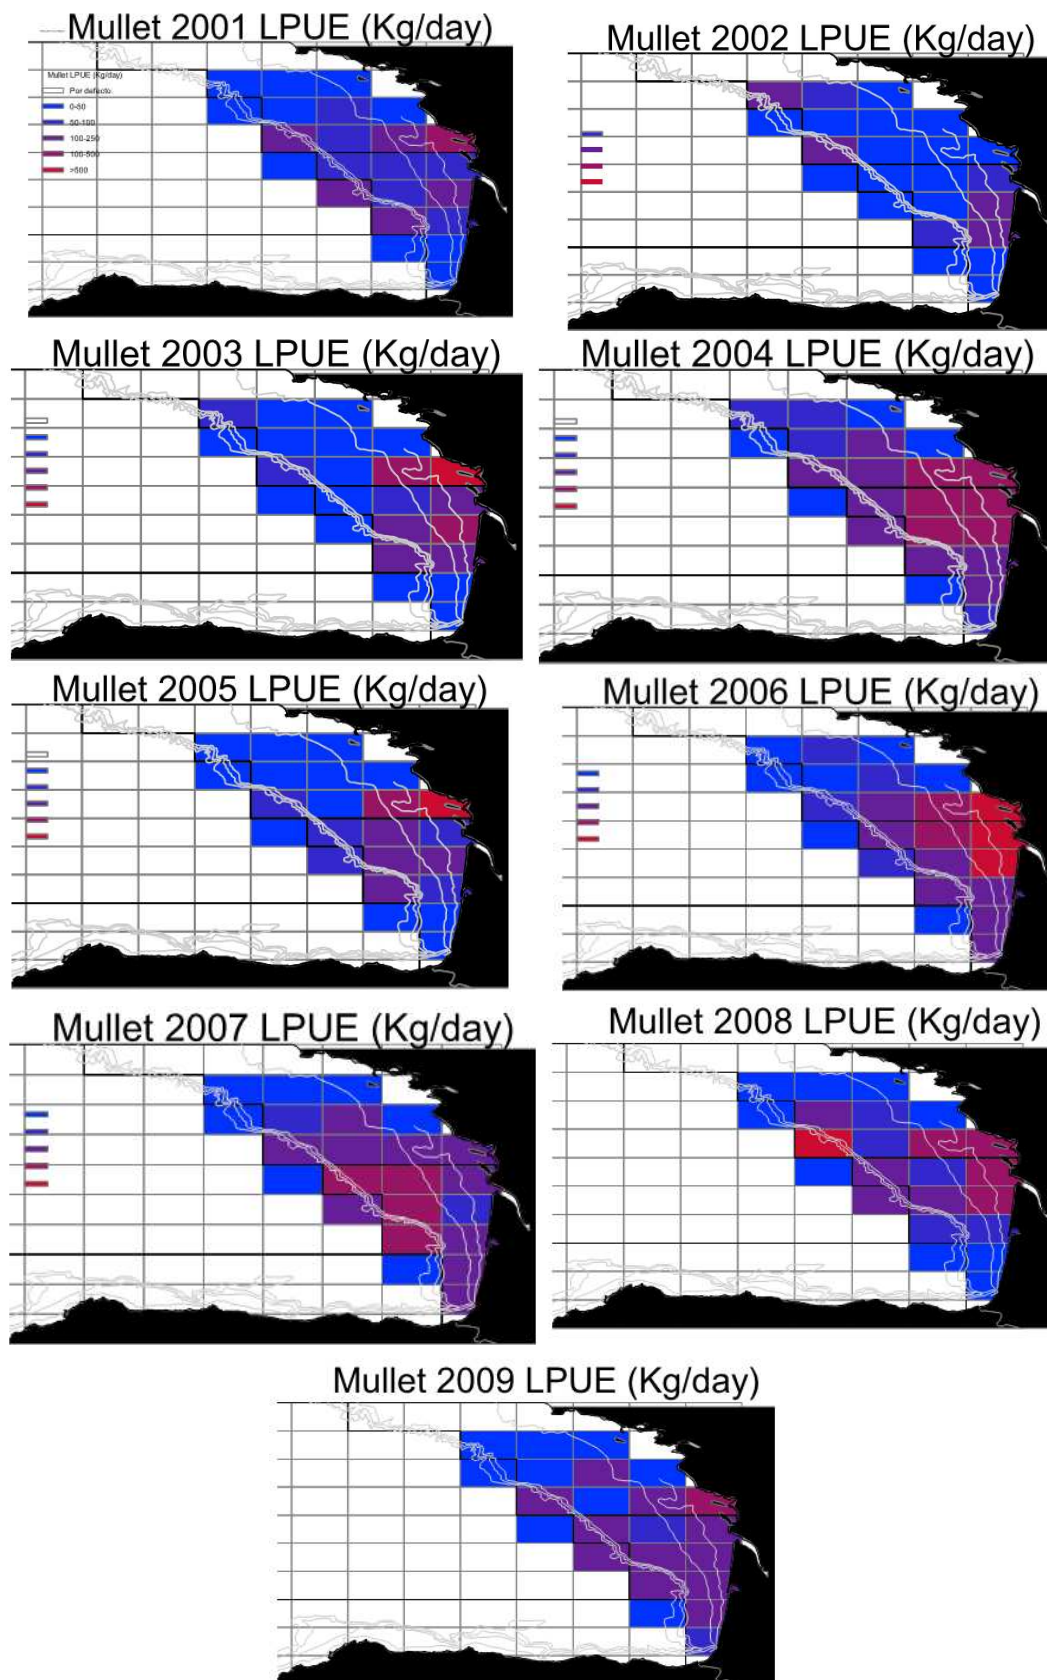 Mullet 2001 LPUE (Kg/day)
Mullet LPUE (Kg/day)
Por defecto
0-50
50-100
100-250
100-500
>500
Mullet 2002 LPUE (Kg/day)
Mullet 2003 LPUE (Kg/day)
Mullet 2004 LPUE (Kg/day)
Mullet 2005 LPUE (Kg/day)
Mullet 2006 LPUE (Kg/day)
Mullet 2007 LPUE (Kg/day)
Mullet 2008 LPUE (Kg/day)
Mullet 2009 LPUE (Kg/day)